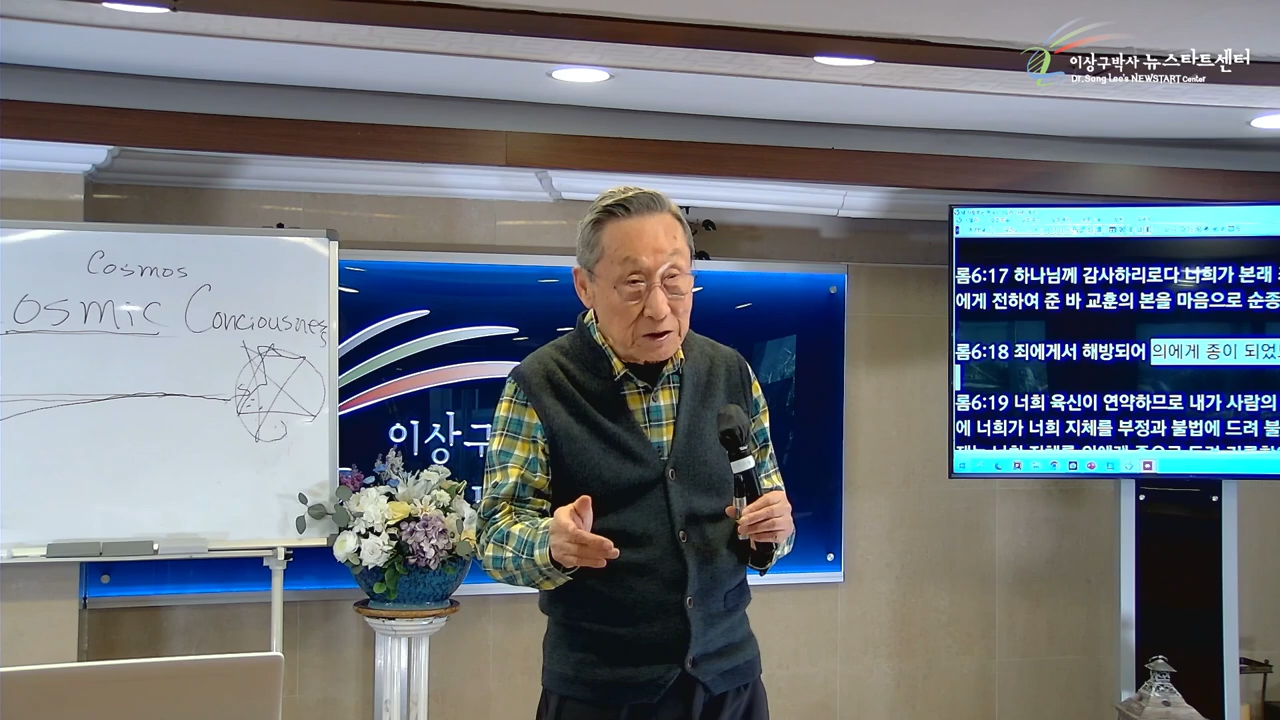 이상구박사 뉴스타트센터
Dr. Sang Lee's NEWSTART Center
Cosmos
osmic Conciousnes
이상구
롬6:17 하나님께 감사하리로다 너희가 본래
에게 전하여 준 바 교훈의 본을 마음으로 순종
롬6:18 죄에게서 해방되어 의에게 종이 되었
롬6:19 너희 육신이 연약하므로 내가 사람의
에 너희가 너희 지체를 부정과 불법에 드려 불